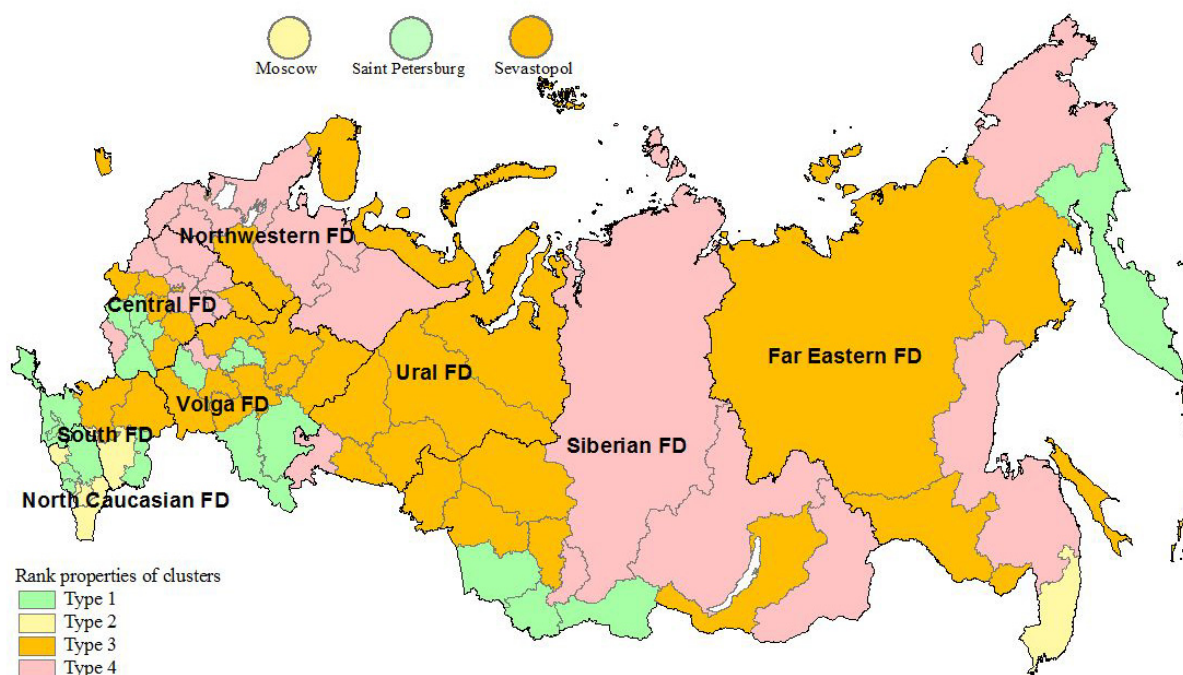 Moscow
Saint Petersburg
Sevastopol
Northwestern FD
Central FD
Far Eastern FD
Ural FD
Volga FD
South FD
Siberian FD
North Caucasian FD
Rank properties of clusters
Type 1
Type 2
Type 3
Type 4